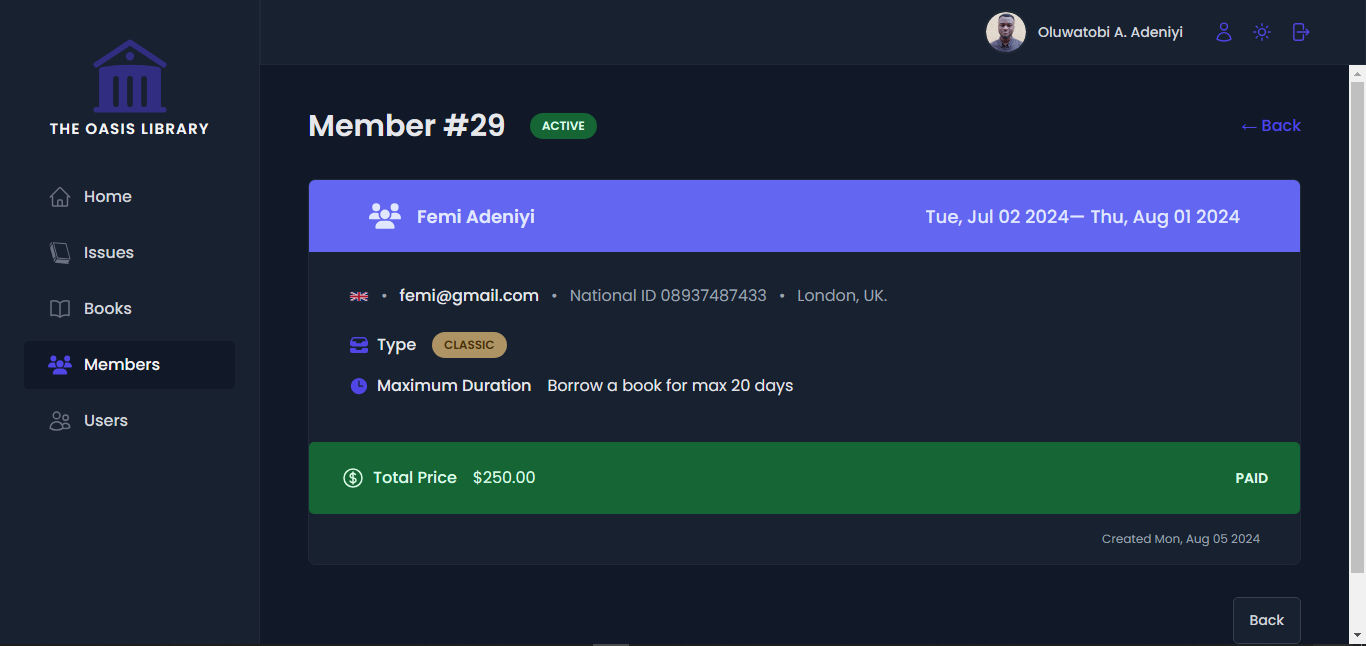 Oluwatobi A. Adeniyi
THE OASIS LIBRARY
Home
Issues
Books
Members
Users
Member #29 ACTIVE ← Back
Femi Adeniyi Tue, Jul 02 2024— Thu, Aug 01 2024
• femi@gmail.com • National ID 08937487433 • London, UK.
Type CLASSIC
Maximum Duration Borrow a book for max 20 days
Total Price $250.00 PAID
Created Mon, Aug 05 2024
Back